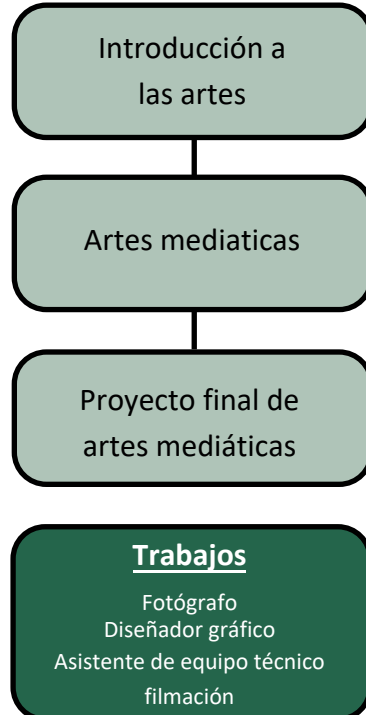 Introducción a
las artes
Artes mediaticas
Proyecto final de
artes mediáticas
Trabajos
Fotógrafo
Diseñador gráfico
Asistente de equipo técnico
filmación